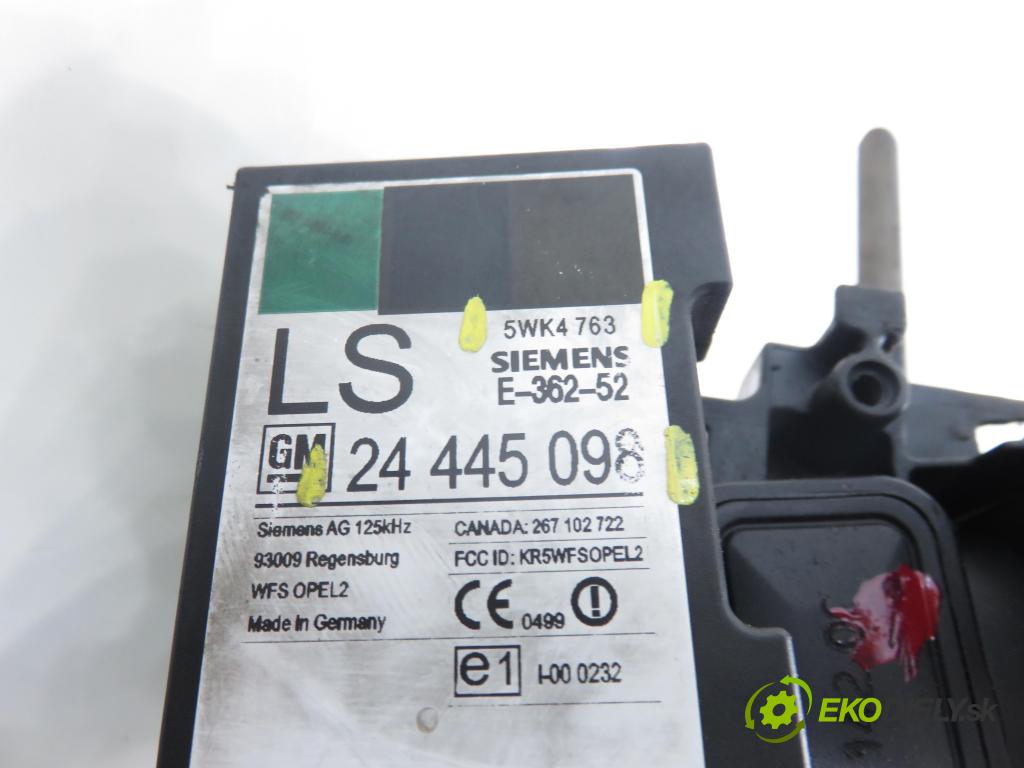 5WK4 763
LS
SIEMENS
E-362-52
GM 24 445 098
Siemens AG 125kHz
CANADA: 267 102 722
93009 Regensburg
FCC ID: KR5WFSOPEL2
WFS OPEL2
CE 0499
Made in Germany
e1 I-00 0232